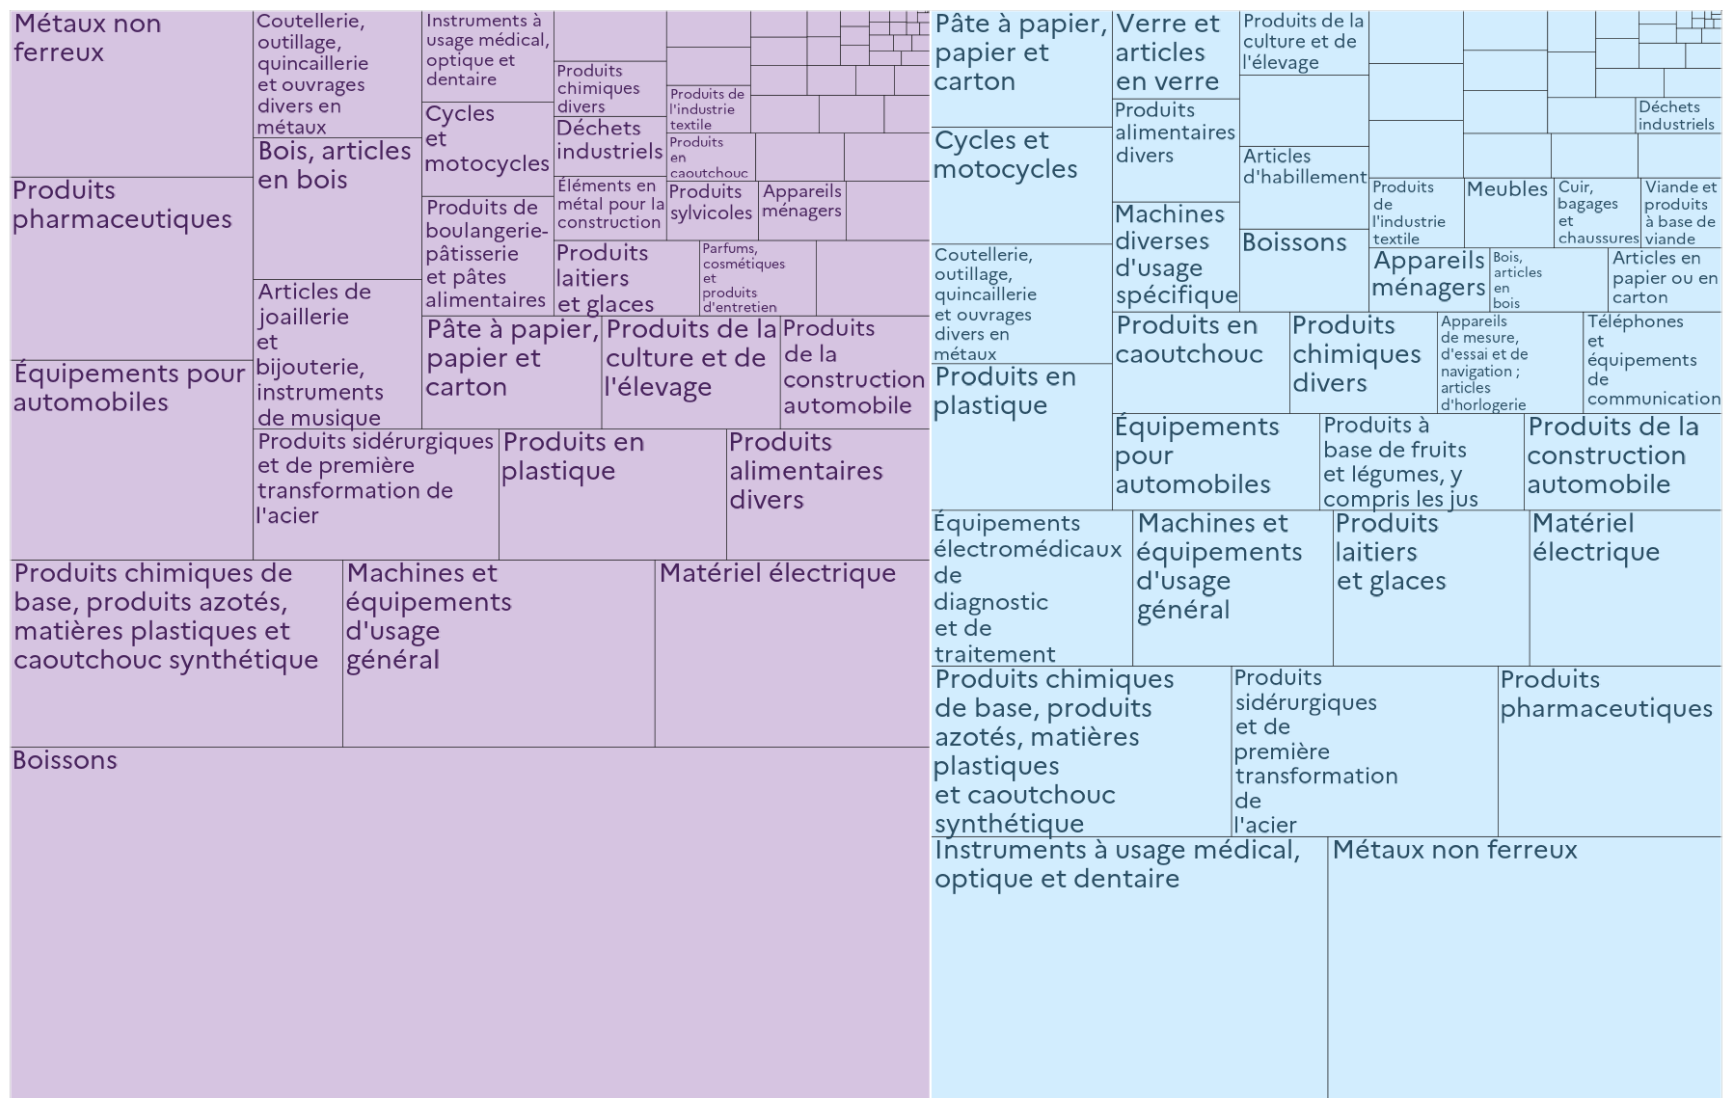 Métaux non
ferreux
Produits
pharmaceutiques
Équipements pour
automobiles
Coutellerie,
outillage,
quincaillerie
et ouvrages
divers en
métaux
Bois, articles
en bois
Articles de
joaillerie
et
bijouterie,
instruments
de musique
Instruments à
usage médical,
optique et
dentaire
Cycles
et
motocycles
Produits de
boulangerie-
pâtisserie
et pâtes
alimentaires
Produits
chimiques
divers
Déchets
industriels
Éléments en
métal pour la
construction
Produits
laitiers
et glaces
Produits de
l'industrie
textile
Produits
en
caoutchouc
Produits
sylvicoles
Appareils
ménagers
Parfums,
cosmétiques
et
produits
d'entretien
Pâte à papier,
papier et
carton
Produits de la
culture et de
l'élevage
Produits
de la
construction
automobile
Produits sidérurgiques
et de première
transformation de
l'acier
Produits en
plastique
Produits
alimentaires
divers
Produits chimiques de
base, produits azotés,
matières plastiques et
caoutchouc synthétique
Machines et
équipements
d'usage
général
Matériel électrique
Boissons
Pâte à papier,
papier et
carton
Cycles et
motocycles
Coutellerie,
outillage,
quincaillerie
et ouvrages
divers en
métaux
Produits en
plastique
Verre et
articles
en verre
Produits
alimentaires
divers
Machines
diverses
d'usage
spécifique
Produits de la
culture et de
l'élevage
Articles
d'habillement
Boissons
Déchets
industriels
Produits
de
l'industrie
textile
Meubles
Cuir,
bagages
et
chaussures
Viande et
produits
à base de
viande
Appareils
ménagers
Bois,
articles
en
bois
Articles en
papier ou en
carton
Produits en
caoutchouc
Produits
chimiques
divers
Appareils
de mesure,
d'essai et de
navigation ;
articles
d'horlogerie
Téléphones
et
équipements
de
communication
Équipements
pour
automobiles
Produits à
base de fruits
et légumes, y
compris les jus
Produits de la
construction
automobile
Équipements
électromédicaux
de
diagnostic
et de
traitement
Machines et
équipements
d'usage
général
Produits
laitiers
et glaces
Matériel
électrique
Produits chimiques
de base, produits
azotés, matières
plastiques
et caoutchouc
synthétique
Produits
sidérurgiques
et de
première
transformation
de
l'acier
Produits
pharmaceutiques
Instruments à usage médical,
optique et dentaire
Métaux non ferreux